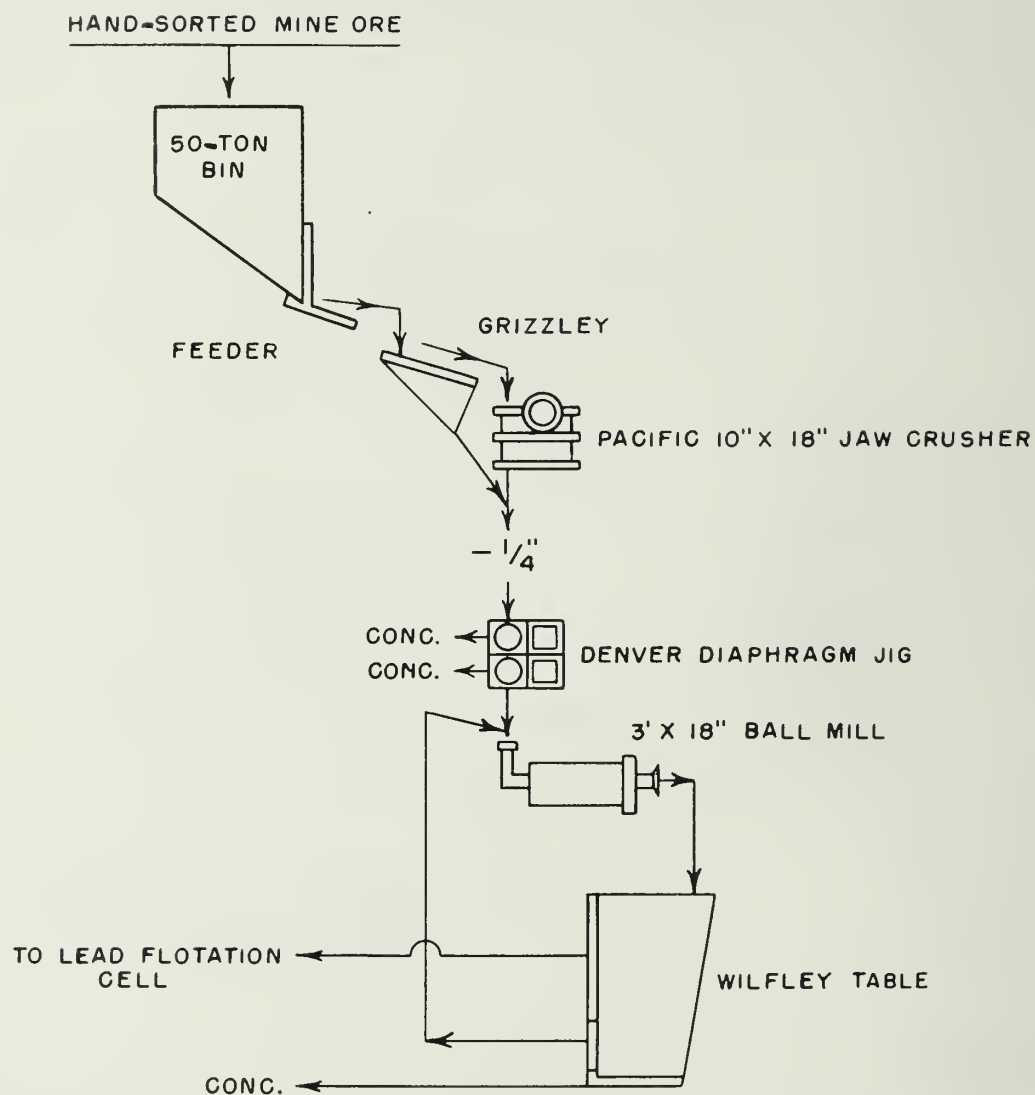 HAND-SORTED MINE ORE
50-TON
BIN
FEEDER
GRIZZLEY
PACIFIC 10" X 18" JAW CRUSHER
- 1/4"
CONC.
CONC.
DENVER DIAPHRAGM JIG
3' X 18" BALL MILL
TO LEAD FLOTATION
CELL
WILFLEY TABLE
CONC.